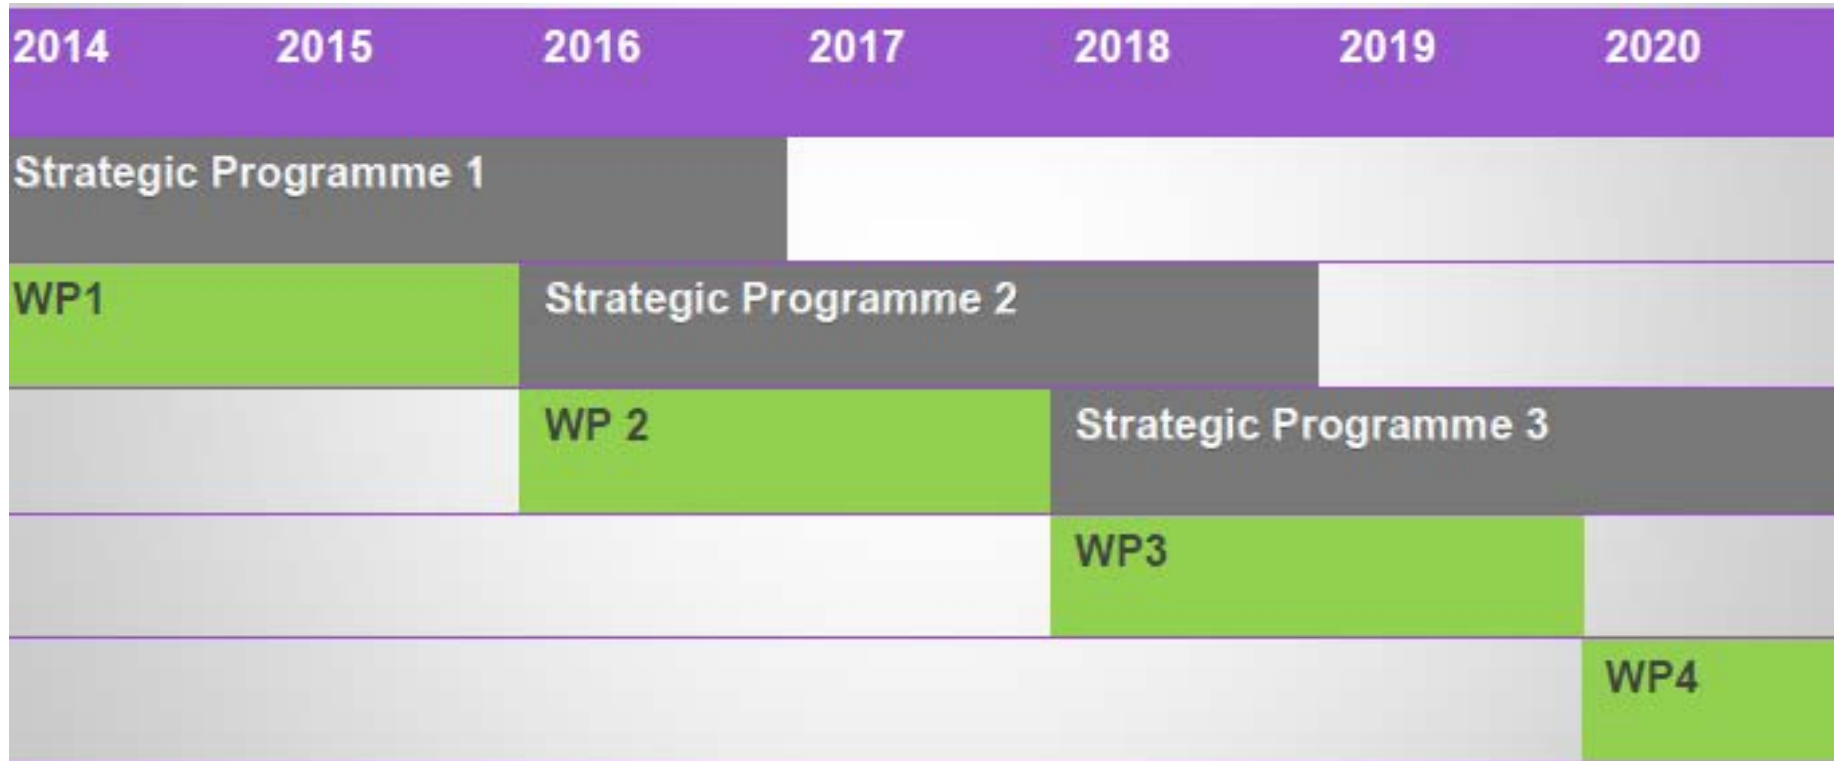 2014 2015 2016 2017 2018 2019 2020
Strategic Programme 1
WP1 Strategic Programme 2
WP 2 Strategic Programme 3
WP3
WP4